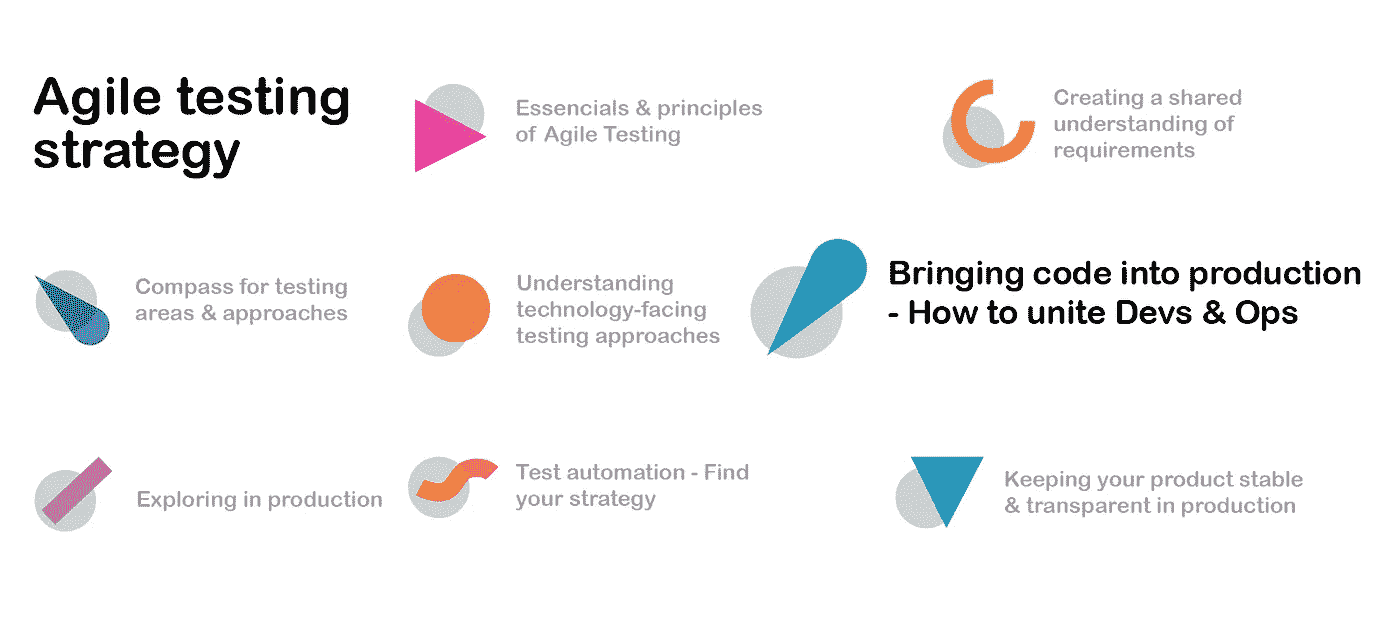 Agile testing
strategy
Essencials & principles
of Agile Testing
Creating a shared
understanding of
requirements
Compass for testing
areas & approaches
Understanding
technology-facing
testing approaches
Bringing code into production
- How to unite Devs & Ops
Exploring in production
Test automation - Find
your strategy
Keeping your product stable
& transparent in production